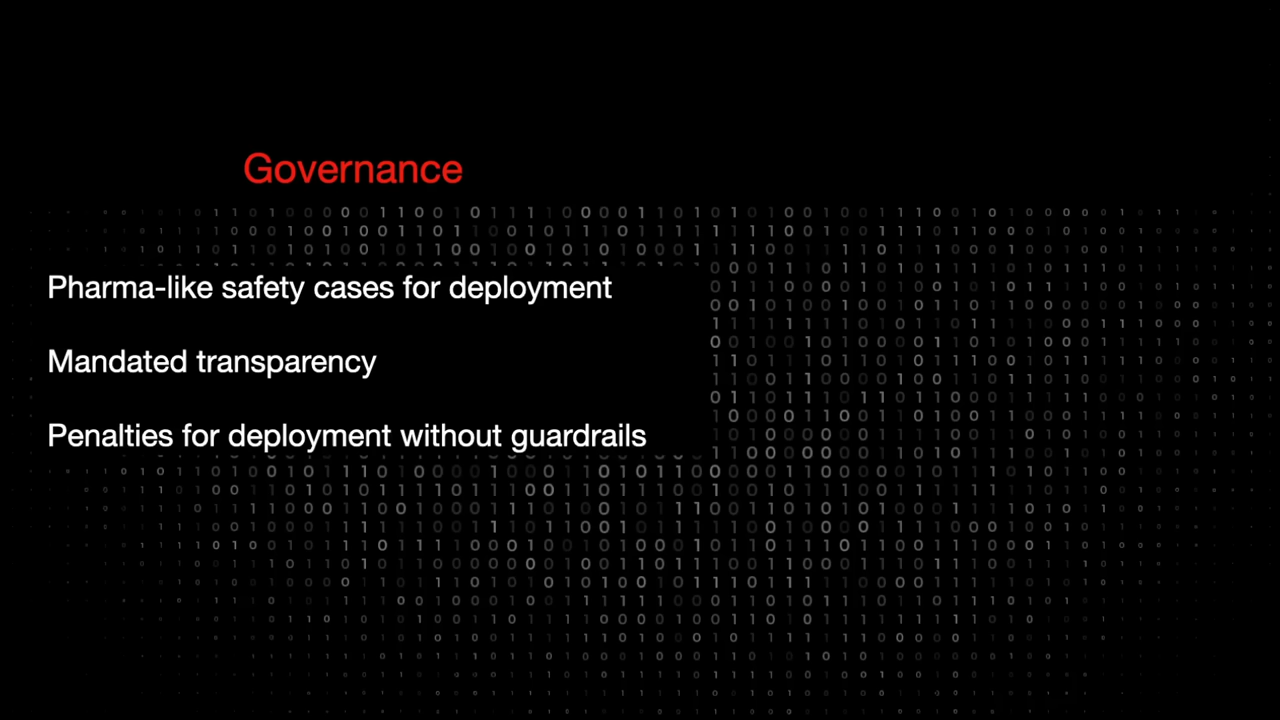 Governance
Pharma-like safety cases for deployment
Mandated transparency
Penalties for deployment without guardrails